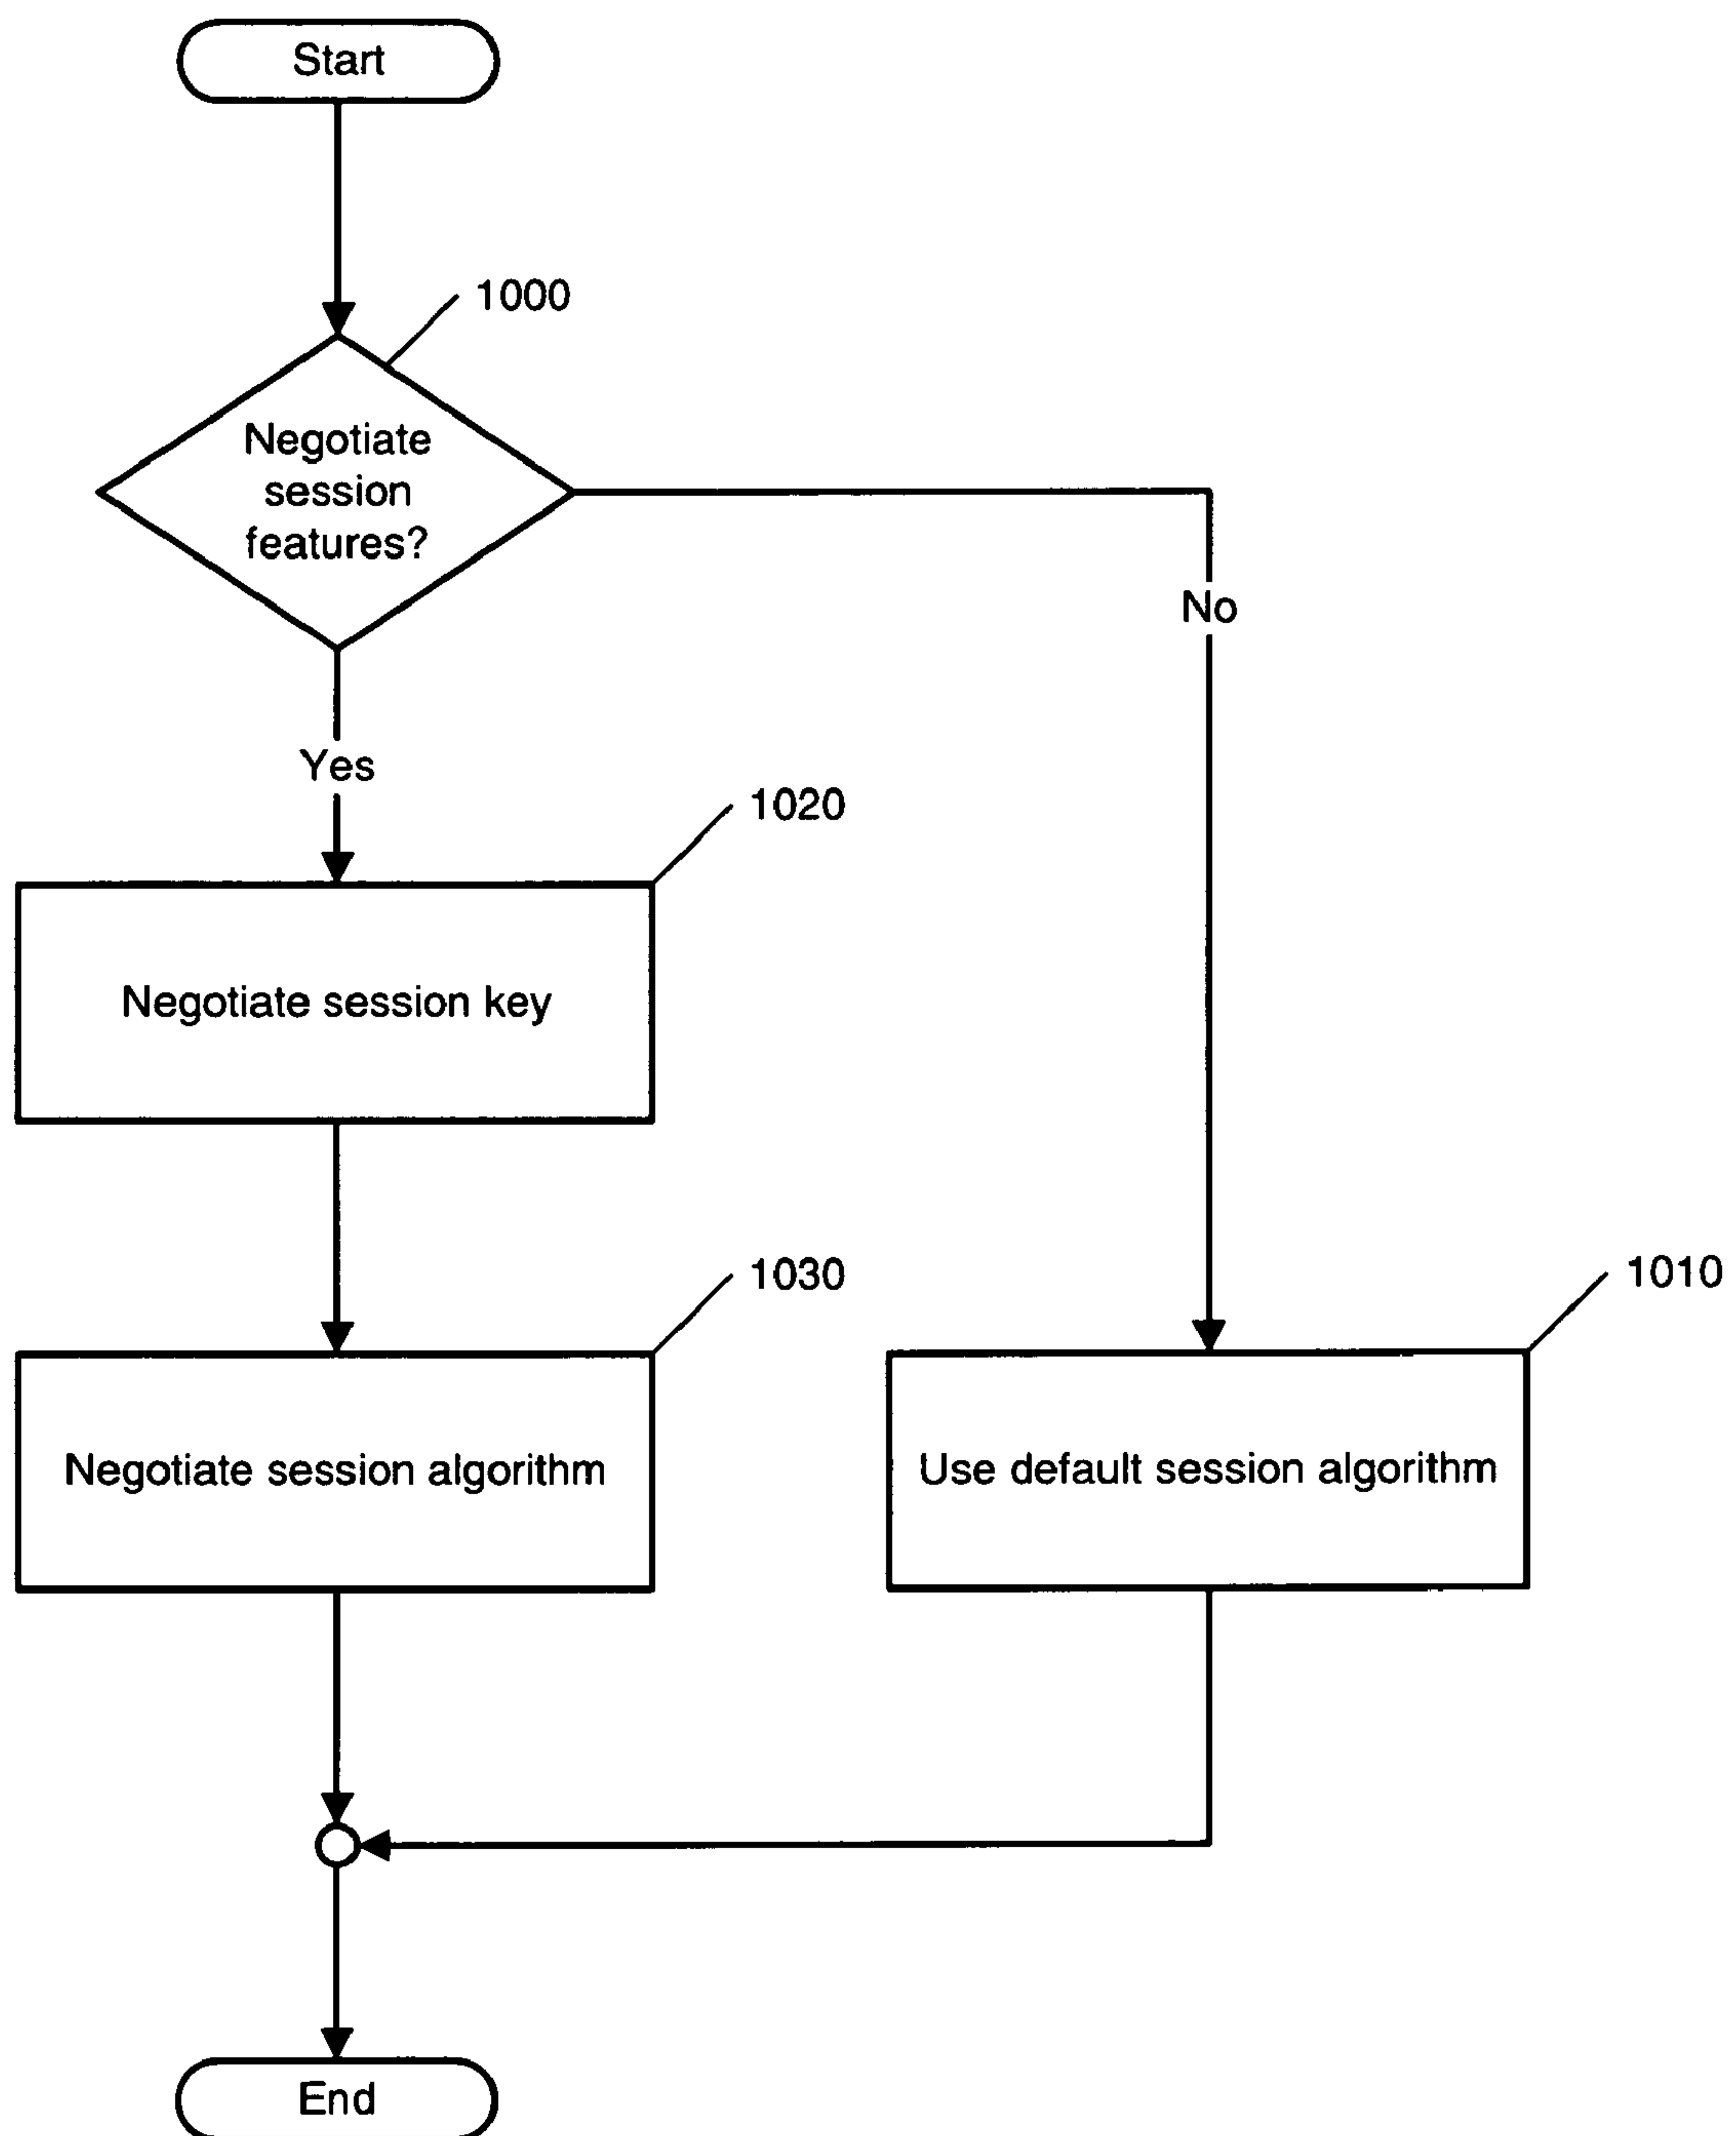 Start
1000
Negotiate
session
features?
No
Yes
1020
Negotiate session key
1030
1010
Negotiate session algorithm
Use default session algorithm
End